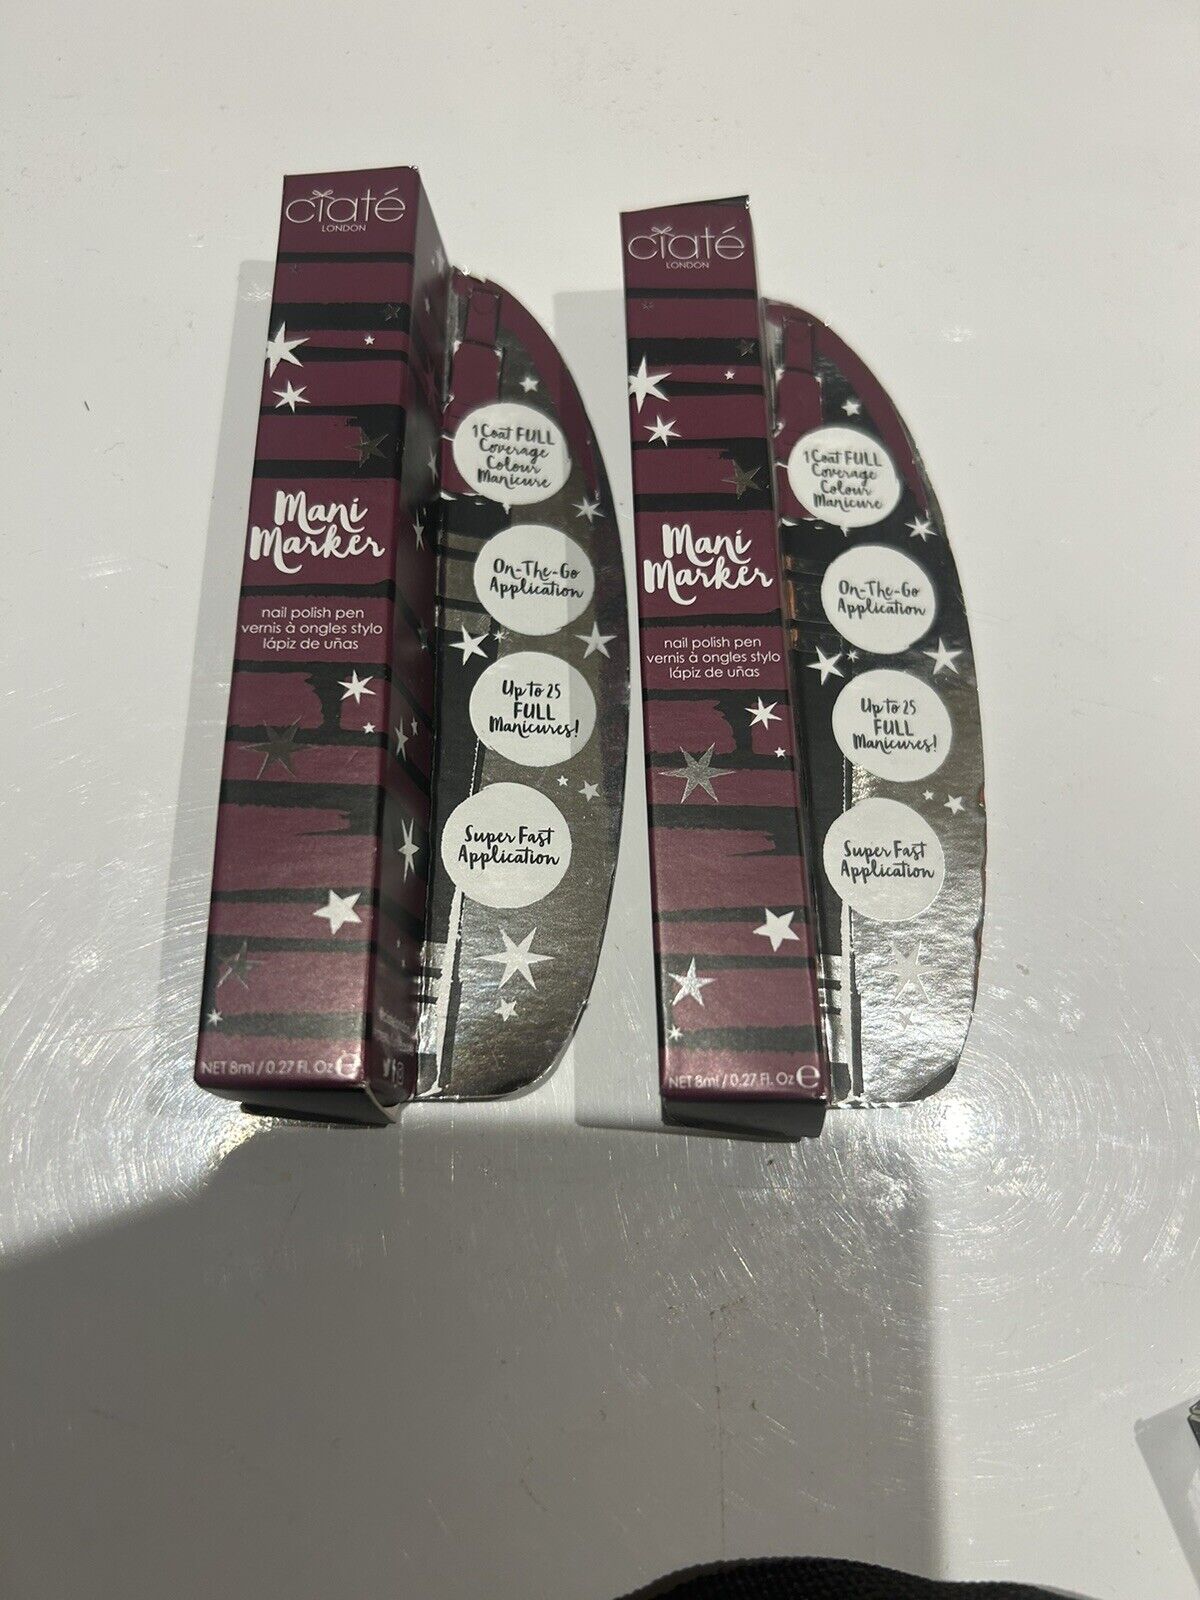 ciaté
LONDON
Mani
Marker
nail polish pen
vernis à ongles stylo
lápiz de uñas
NET 8ml / 0.27 Fl. Oz e
1 Coat FULL
Coverage
Colour
Manicure
On-The-Go
Application
Up to 25
FULL
Manicures!
Super Fast
Application
ciaté
LONDON
Mani
Marker
nail polish pen
vernis à ongles stylo
lápiz de uñas
NET 8ml / 0.27 Fl. Oz e
1 Coat FULL
Coverage
Colour
Manicure
On-The-Go
Application
Up to 25
FULL
Manicures!
Super Fast
Application